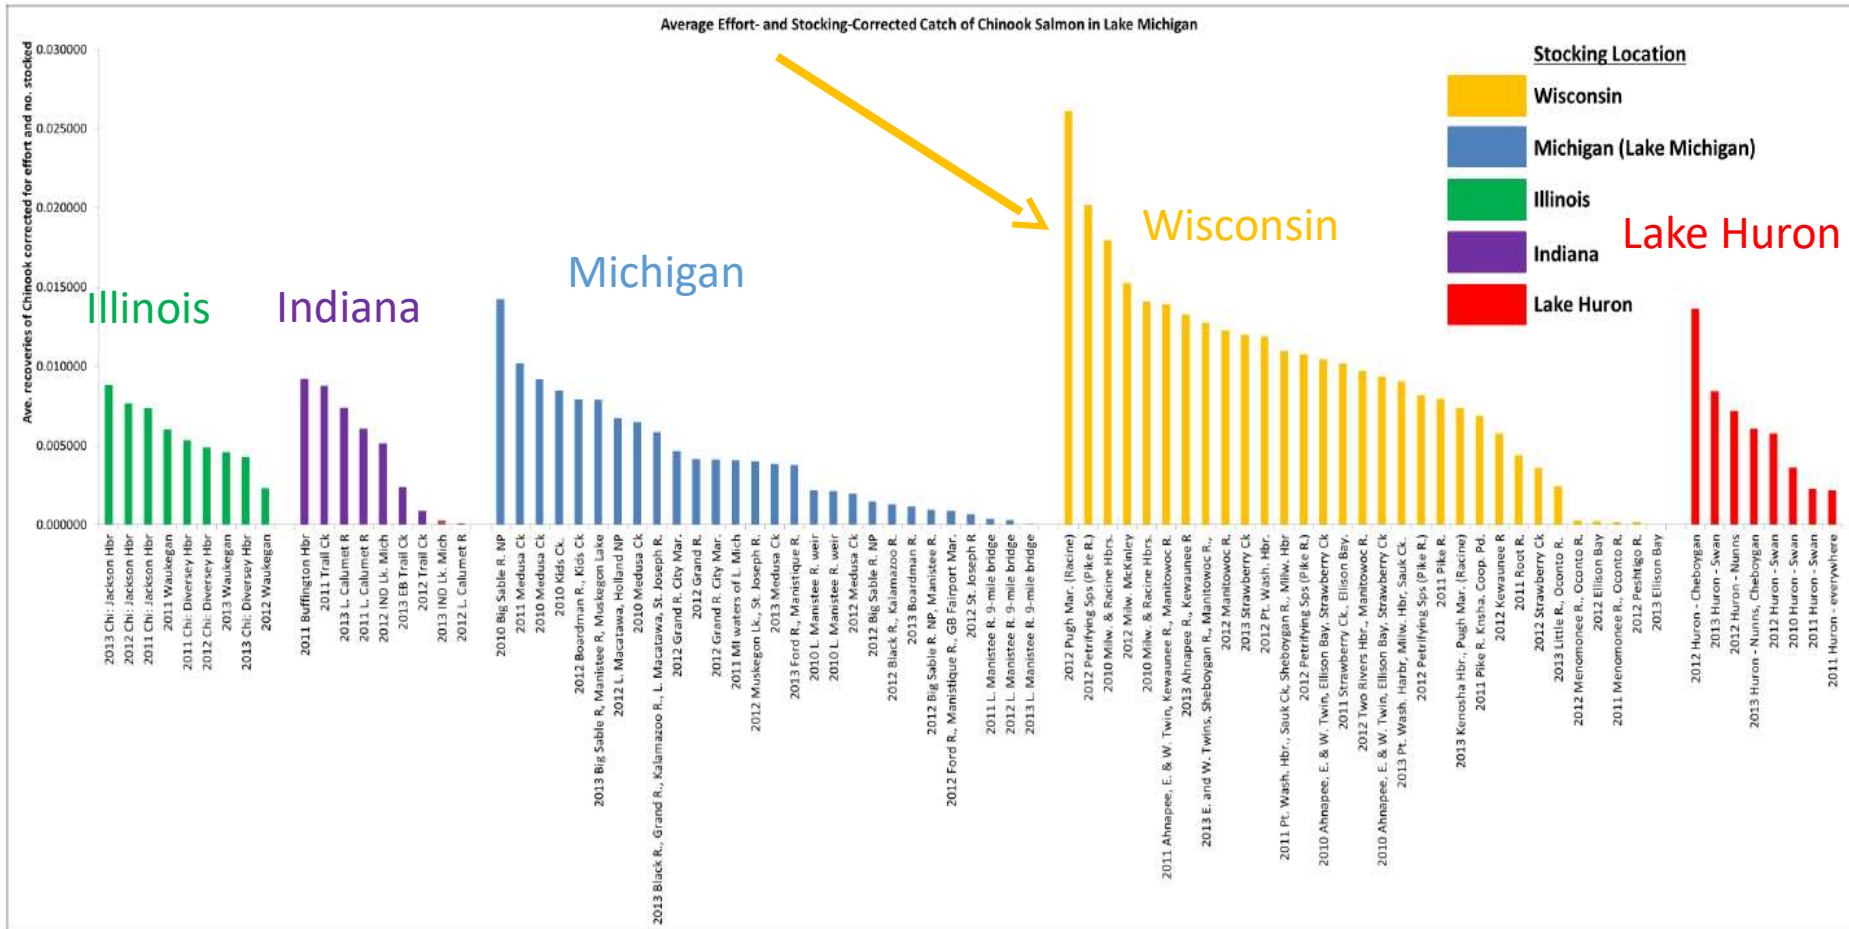 Average Effort- and Stocking-Corrected Catch of Chinook Salmon in Lake Michigan
Ave. recoveries of Chinook corrected for effort and no. stocked
0.030000
0.025000
0.020000
0.015000
0.010000
0.005000
0.000000
Illinois
Indiana
Michigan
Wisconsin
Lake Huron
Stocking Location
Wisconsin
Michigan (Lake Michigan)
Illinois
Indiana
Lake Huron
2013 Chi: Jackson Hbr
2012 Chi: Jackson Hbr
2011 Chi: Jackson Hbr
2011 Waukegan
2011 Chi: Diversey Hbr
2012 Chi: Diversey Hbr
2013 Waukegan
2013 Chi: Diversey Hbr
2012 Waukegan
2011 Buffington Hbr
2011 Trail Ck
2013 L. Calumet R
2011 L. Calumet R
2012 IND Lk. Mich
2013 EB Trail Ck
2012 Trail Ck
2013 IND Lk. Mich
2012 L. Calumet R
2010 Big Sable R. NP
2011 Medusa Ck
2010 Medusa Ck
2010 Kids Ck.
2012 Boardman R., Kids Ck
2013 Big Sable R, Manistee R, Muskegon Lake
2012 L. Macatawa, Holland NP
2010 Medusa Ck
2013 Black R., Grand R., Kalamazoo R., L. Macatawa, St. Joseph R.
2012 Grand R. City Mar.
2012 Grand R.
2012 Grand R. City Mar.
2011 MI waters of L. Mich
2012 Muskegon Lk., St. Joseph R.
2013 Medusa Ck
2013 Ford R., Manistique R.
2010 L. Manistee R. weir
2010 L. Manistee R. weir
2012 Medusa Ck
2012 Big Sable R. NP
2012 Black R., Kalamazoo R.
2013 Boardman R.
2012 Big Sable R. NP, Manistee R.
2012 Ford R., Manistique R., GB Fairport Mar.
2012 St. Joseph R
2011 L. Manistee R. 9-mile bridge
2012 L. Manistee R. 9-mile bridge
2013 L. Manistee R. 9-mile bridge
2012 Pugh Mar. (Racine)
2012 Petrifying Sps (Pike R.)
2010 Milw. & Racine Hbrs.
2012 Milw. McKinley
2010 Milw. & Racine Hbrs.
2011 Ahnapee, E. & W. Twin, Kewaunee R., Manitowoc R.
2013 Ahnapee R., Kewaunee R
2013 E. and W. Twins, Sheboygan R., Manitowoc R.,
2012 Manitowoc R.
2013 Strawberry Ck
2012 Pt. Wash. Hbr.
2011 Pt. Wash. Hbr., Sauk Ck, Sheboygan R., Milw. Hbr
2012 Petrifying Sps (Pike R.)
2010 Ahnapee, E. & W. Twin, Ellison Bay, Strawberry Ck
2011 Strawberry Ck., Ellison Bay.
2012 Two Rivers Hbr., Manitowoc R.
2010 Ahnapee, E. & W. Twin, Ellison Bay, Strawberry Ck
2013 Pt. Wash. Harbr, Milw. Hbr, Sauk Ck.
2012 Petrifying Sps (Pike R.)
2011 Pike R.
2013 Kenosha Hbr., Pugh Mar. (Racine)
2011 Pike R. Knsha. Coop. Pd.
2012 Kewaunee R
2011 Root R.
2012 Strawberry Ck
2013 Little R., Oconto R.
2012 Menomonee R., Oconto R.
2012 Ellison Bay
2011 Menomonee R., Oconto R.
2012 Peshtigo R.
2013 Ellison Bay
2012 Huron - Cheboygan
2013 Huron - Swan
2012 Huron - Nunns
2013 Huron - Nunns, Cheboygan
2012 Huron - Swan
2010 Huron - Swan
2011 Huron - Swan
2011 Huron - everywhere